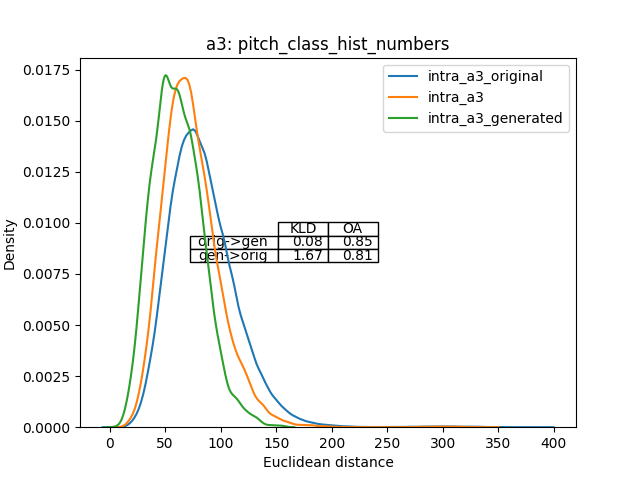 a3: pitch_class_hist_numbers
intra_a3_original
intra_a3
intra_a3_generated
0.0175
0.0150
0.0125
0.0100
0.0075
0.0050
0.0025
0.0000
Density
KLD OA
orig->gen 0.08 0.85
gen->orig 1.67 0.81
0 50 100 150 200 250 300 350 400
Euclidean distance